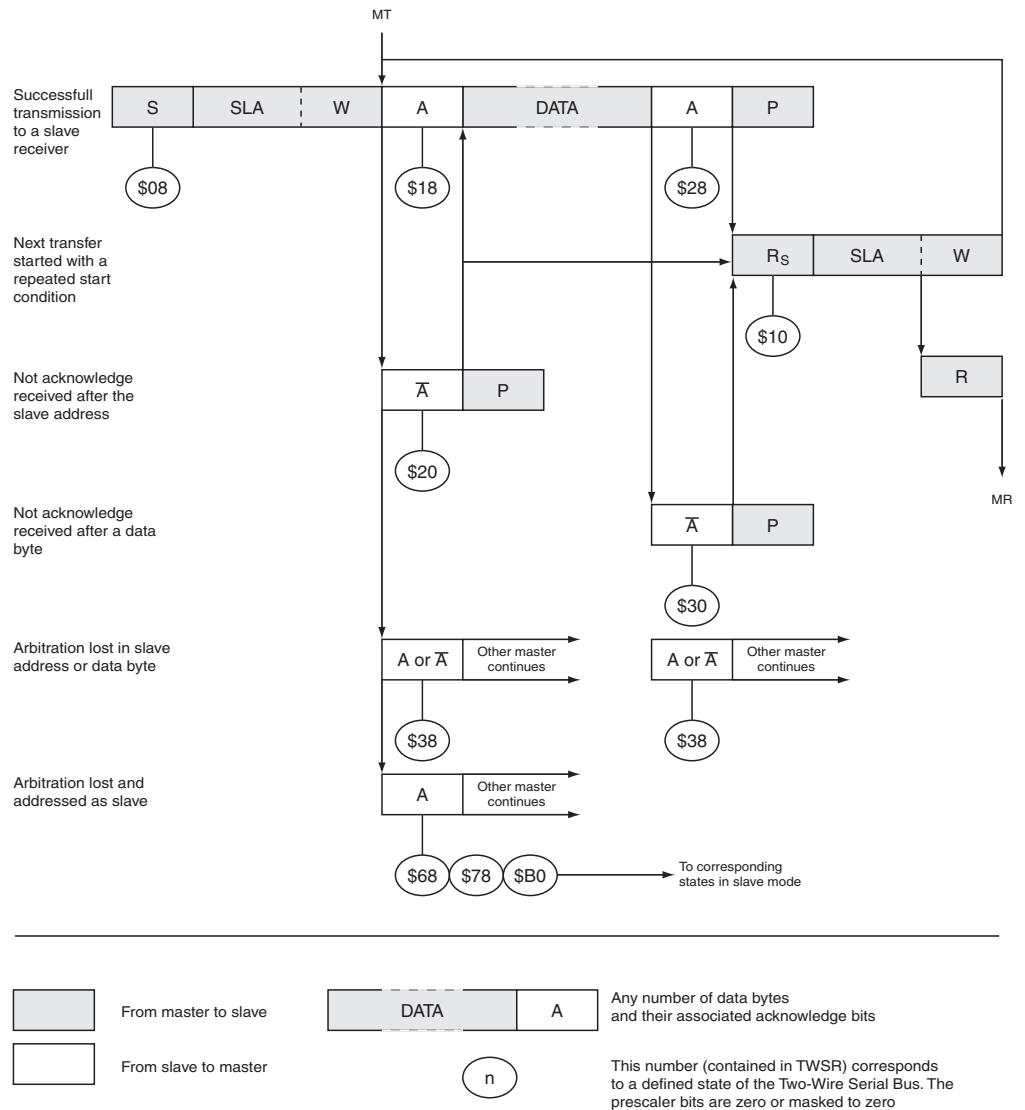 MT
Successfull
transmission
to a slave
receiver
S SLA W A DATA A P
$08 $18 $28
Next transfer
started with a
repeated start
condition
RS SLA W
$10
Not acknowledge
received after the
slave address
A̅ P
R
$20
MR
Not acknowledge
received after a data
byte
A̅ P
$30
Arbitration lost in slave
address or data byte
A or A̅
Other master
continues
A or A̅
Other master
continues
$38 $38
Arbitration lost and
addressed as slave
A
Other master
continues
$68 $78 $B0
To corresponding
states in slave mode
From master to slave
DATA A
Any number of data bytes
and their associated acknowledge bits
From slave to master
n
This number (contained in TWSR) corresponds
to a defined state of the Two-Wire Serial Bus. The
prescaler bits are zero or masked to zero